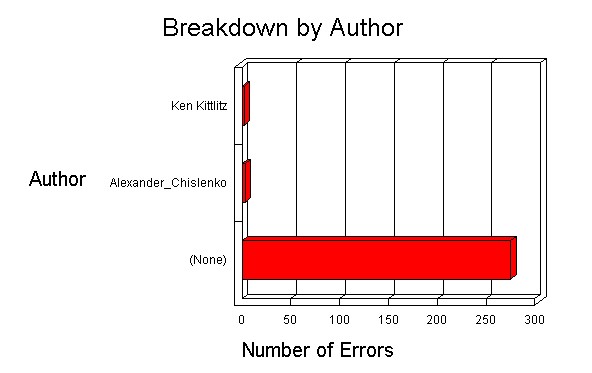 Breakdown by Author
Ken Kittlitz
Author
Alexander_Chislenko
(None)
0 50 100 150 200 250 300
Number of Errors